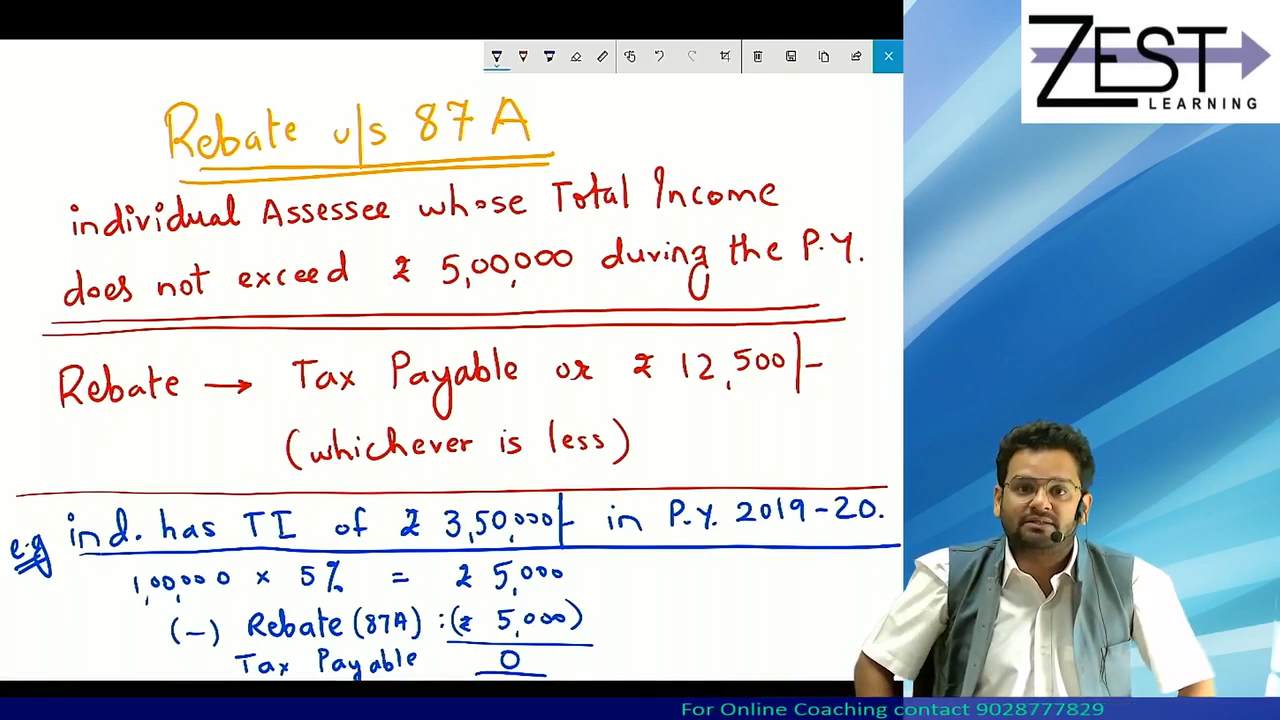 Rebate u/s 87A
individual Assessee whose Total Income
does not exceed ₹ 5,00,000 during the P.Y.
Rebate → Tax Payable or ₹ 12,500/-
(whichever is less)
e.g ind. has TI of ₹ 3,50,000/- in P.Y. 2019-20.
1,00,000 x 5% = ₹ 5,000
(-) Rebate (87A) : (₹ 5,000)
Tax Payable 0
ZEST
LEARNING
For Online Coaching contact 9028777829